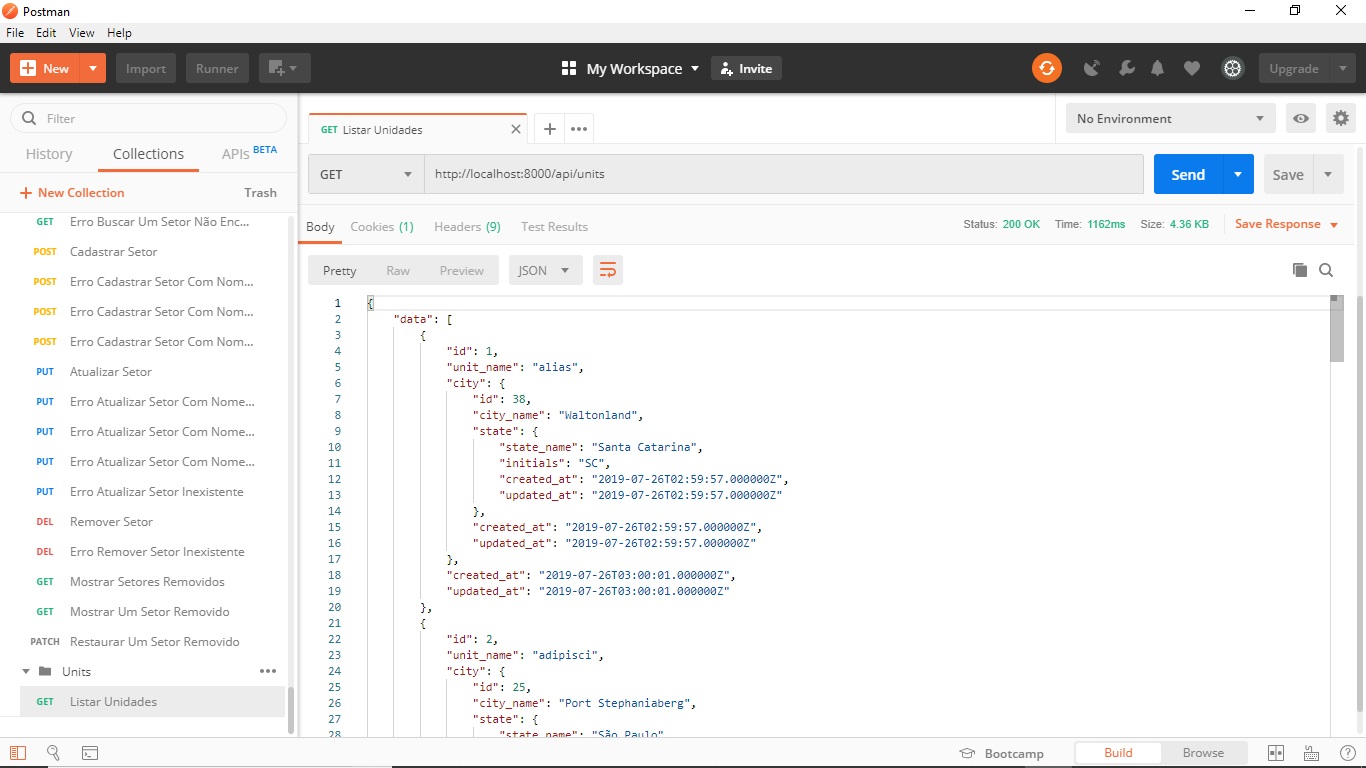 Postman
File Edit View Help
New Import Runner My Workspace Invite Upgrade
Filter
History Collections APIs BETA
New Collection Trash
GET Erro Buscar Um Setor Não Enc...
POST Cadastrar Setor
POST Erro Cadastrar Setor Com Nom...
POST Erro Cadastrar Setor Com Nom...
POST Erro Cadastrar Setor Com Nom...
PUT Atualizar Setor
PUT Erro Atualizar Setor Com Nome...
PUT Erro Atualizar Setor Com Nome...
PUT Erro Atualizar Setor Com Nome...
PUT Erro Atualizar Setor Inexistente
DEL Remover Setor
DEL Erro Remover Setor Inexistente
GET Mostrar Setores Removidos
GET Mostrar Um Setor Removido
PATCH Restaurar Um Setor Removido
Units
GET Listar Unidades
GET Listar Unidades
No Environment
GET http://localhost:8000/api/units Send Save
Body Cookies (1) Headers (9) Test Results Status: 200 OK Time: 1162ms Size: 4.36 KB Save Response
Pretty Raw Preview JSON
1 {
2 "data": [
3 {
4 "id": 1,
5 "unit_name": "alias",
6 "city": {
7 "id": 38,
8 "city_name": "Waltonland",
9 "state": {
10 "state_name": "Santa Catarina",
11 "initials": "SC",
12 "created_at": "2019-07-26T02:59:57.000000Z",
13 "updated_at": "2019-07-26T02:59:57.000000Z"
14 },
15 "created_at": "2019-07-26T02:59:57.000000Z",
16 "updated_at": "2019-07-26T02:59:57.000000Z"
17 },
18 "created_at": "2019-07-26T03:00:01.000000Z",
19 "updated_at": "2019-07-26T03:00:01.000000Z"
20 },
21 {
22 "id": 2,
23 "unit_name": "adipisci",
24 "city": {
25 "id": 25,
26 "city_name": "Port Stephaniaberg",
27 "state": {
28 "state_name": "São Paulo"
Bootcamp Build Browse